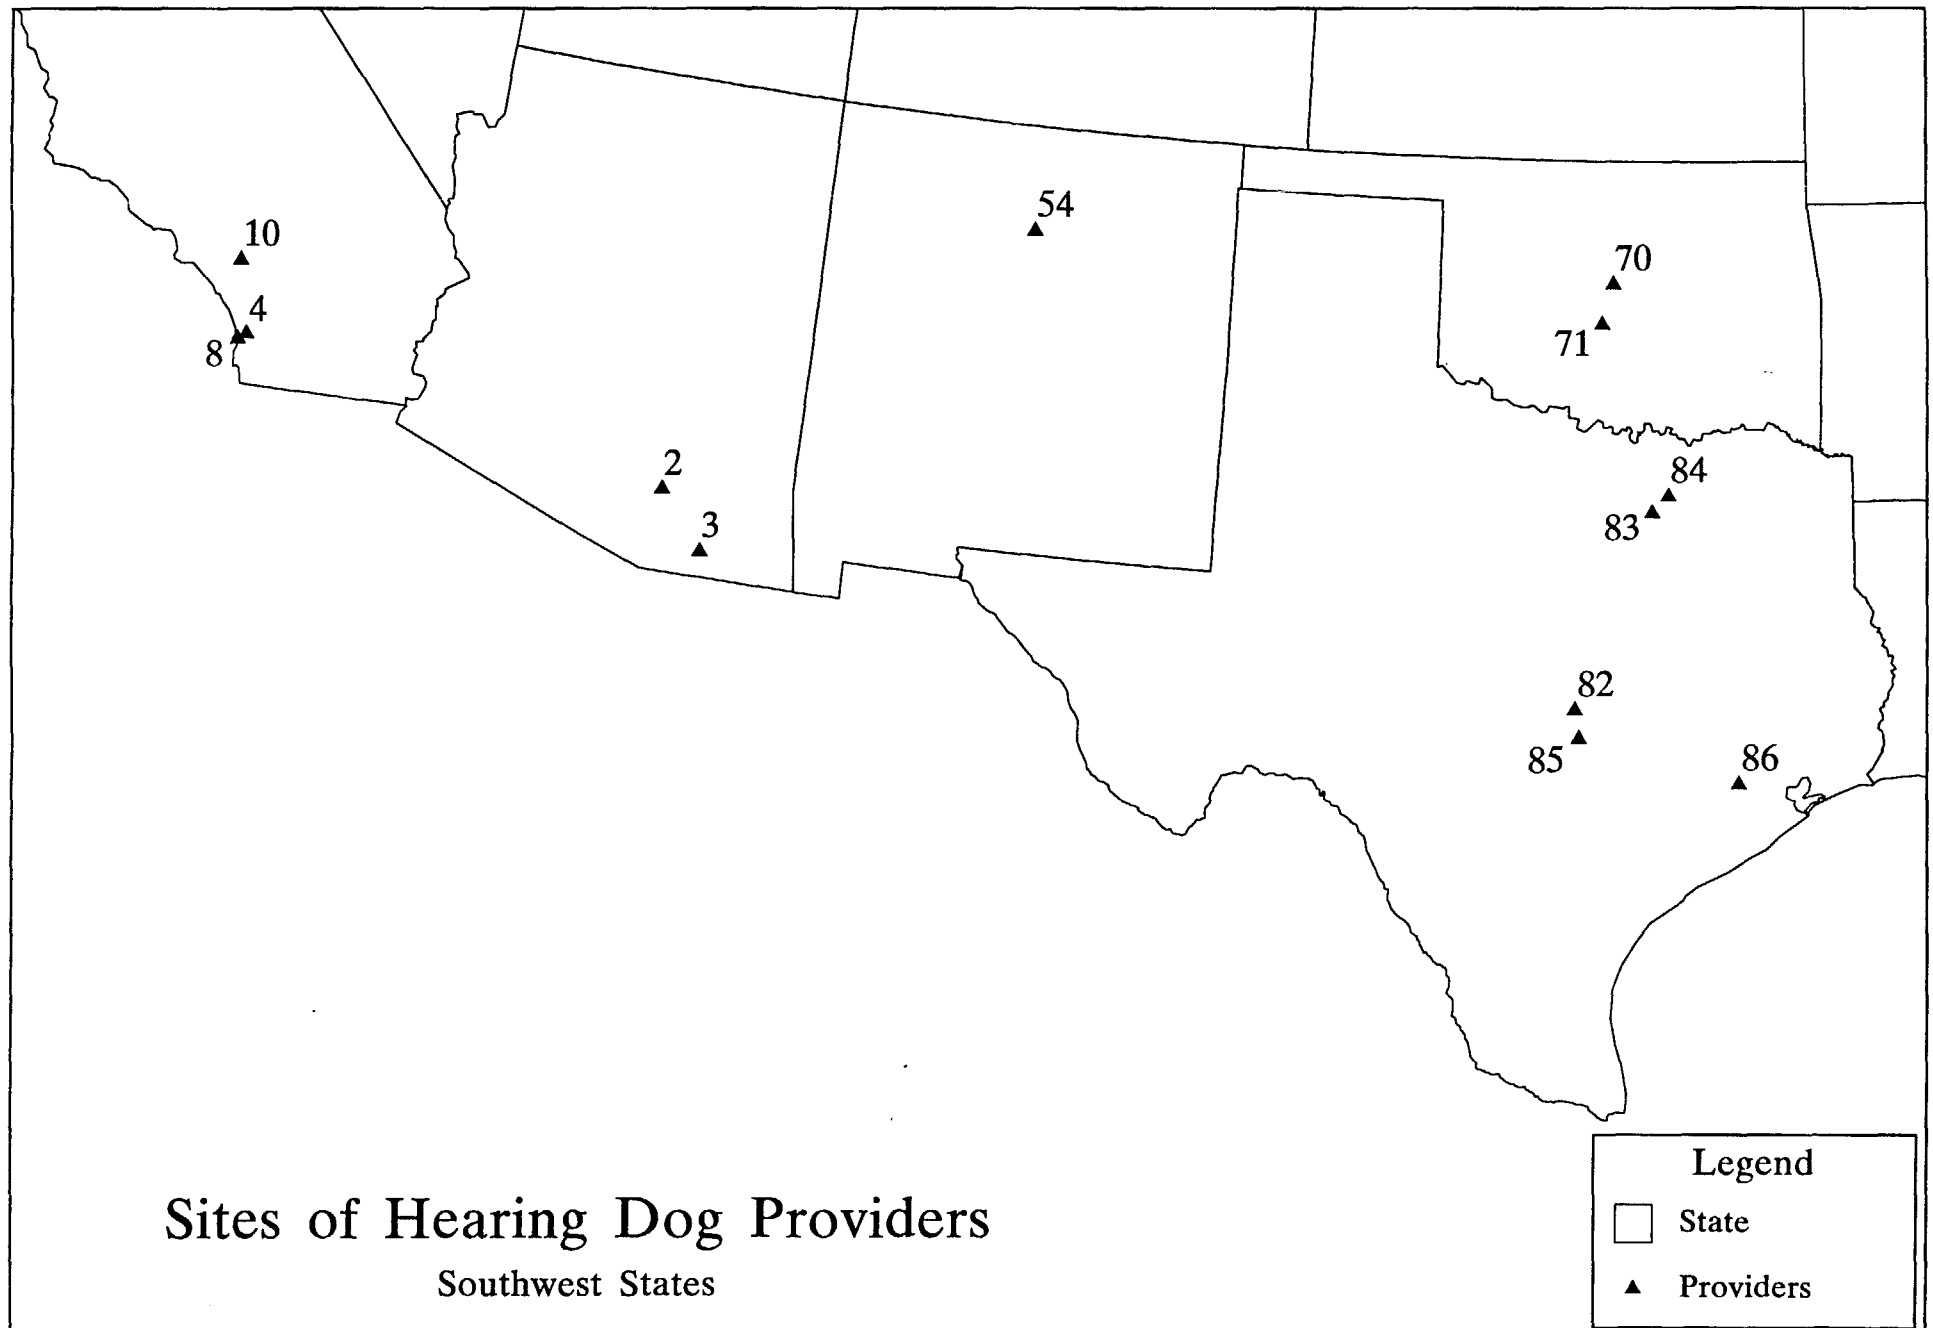 54
10
70
4
71
8
2
84
3
83
82
85
86
Legend
State
Providers
Sites of Hearing Dog Providers
Southwest States